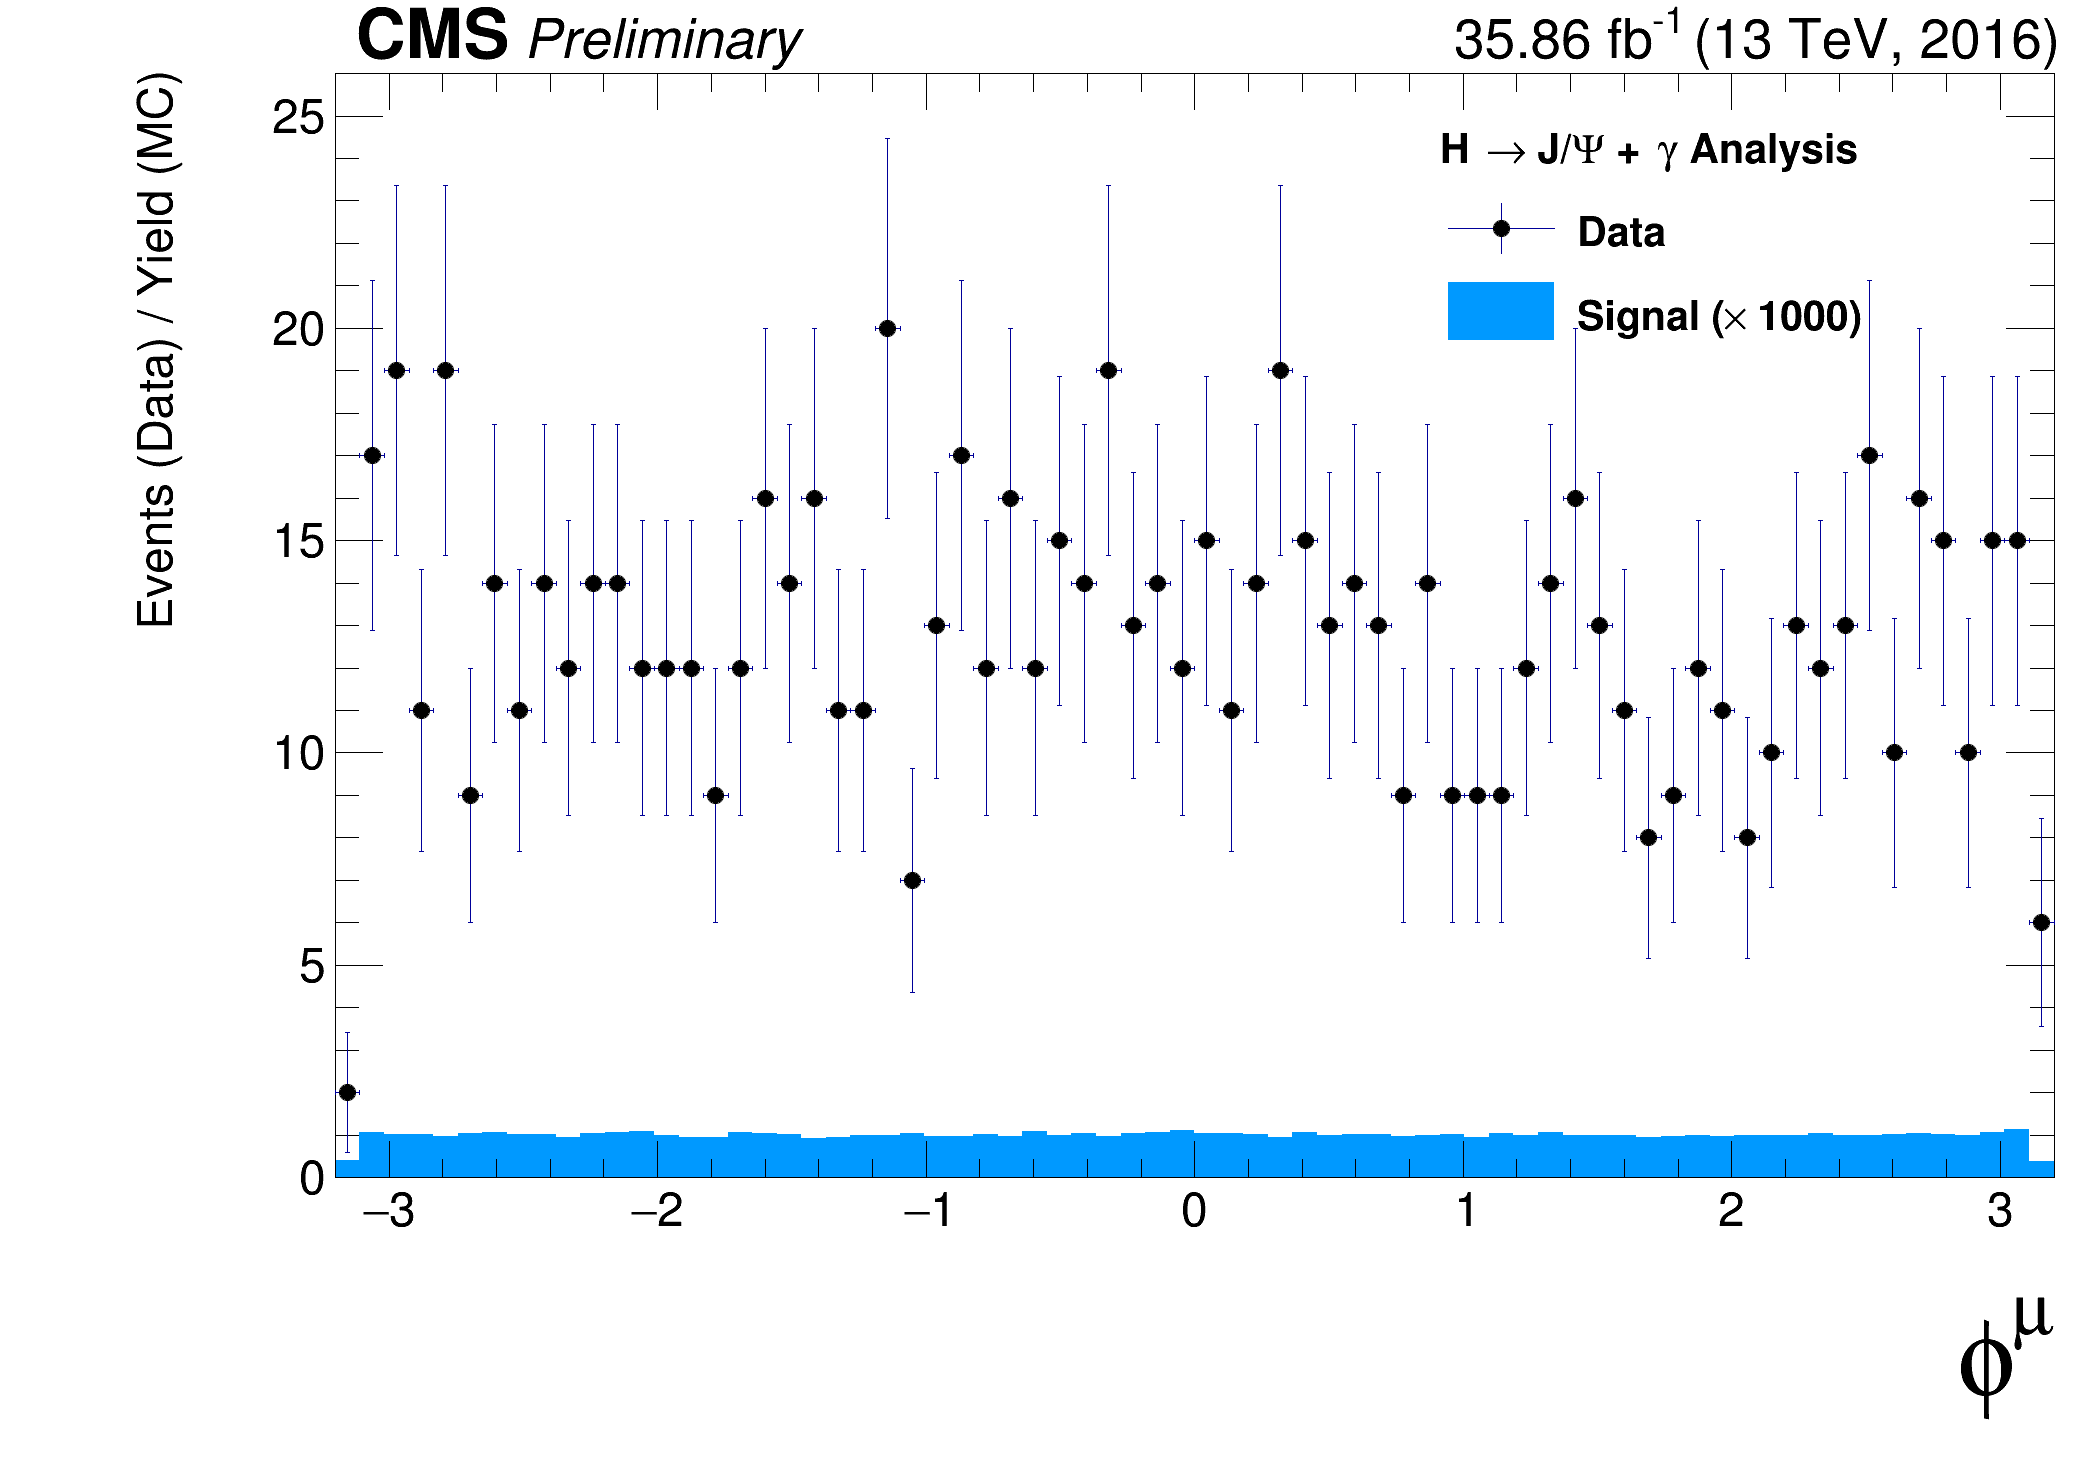 CMS Preliminary
35.86 fb⁻¹ (13 TeV, 2016)
Events (Data) / Yield (MC)
H → J/Ψ + γ Analysis
Data
Signal (× 1000)
25
20
15
10
5
0
−3 −2 −1 0 1 2 3
ϕ^μ